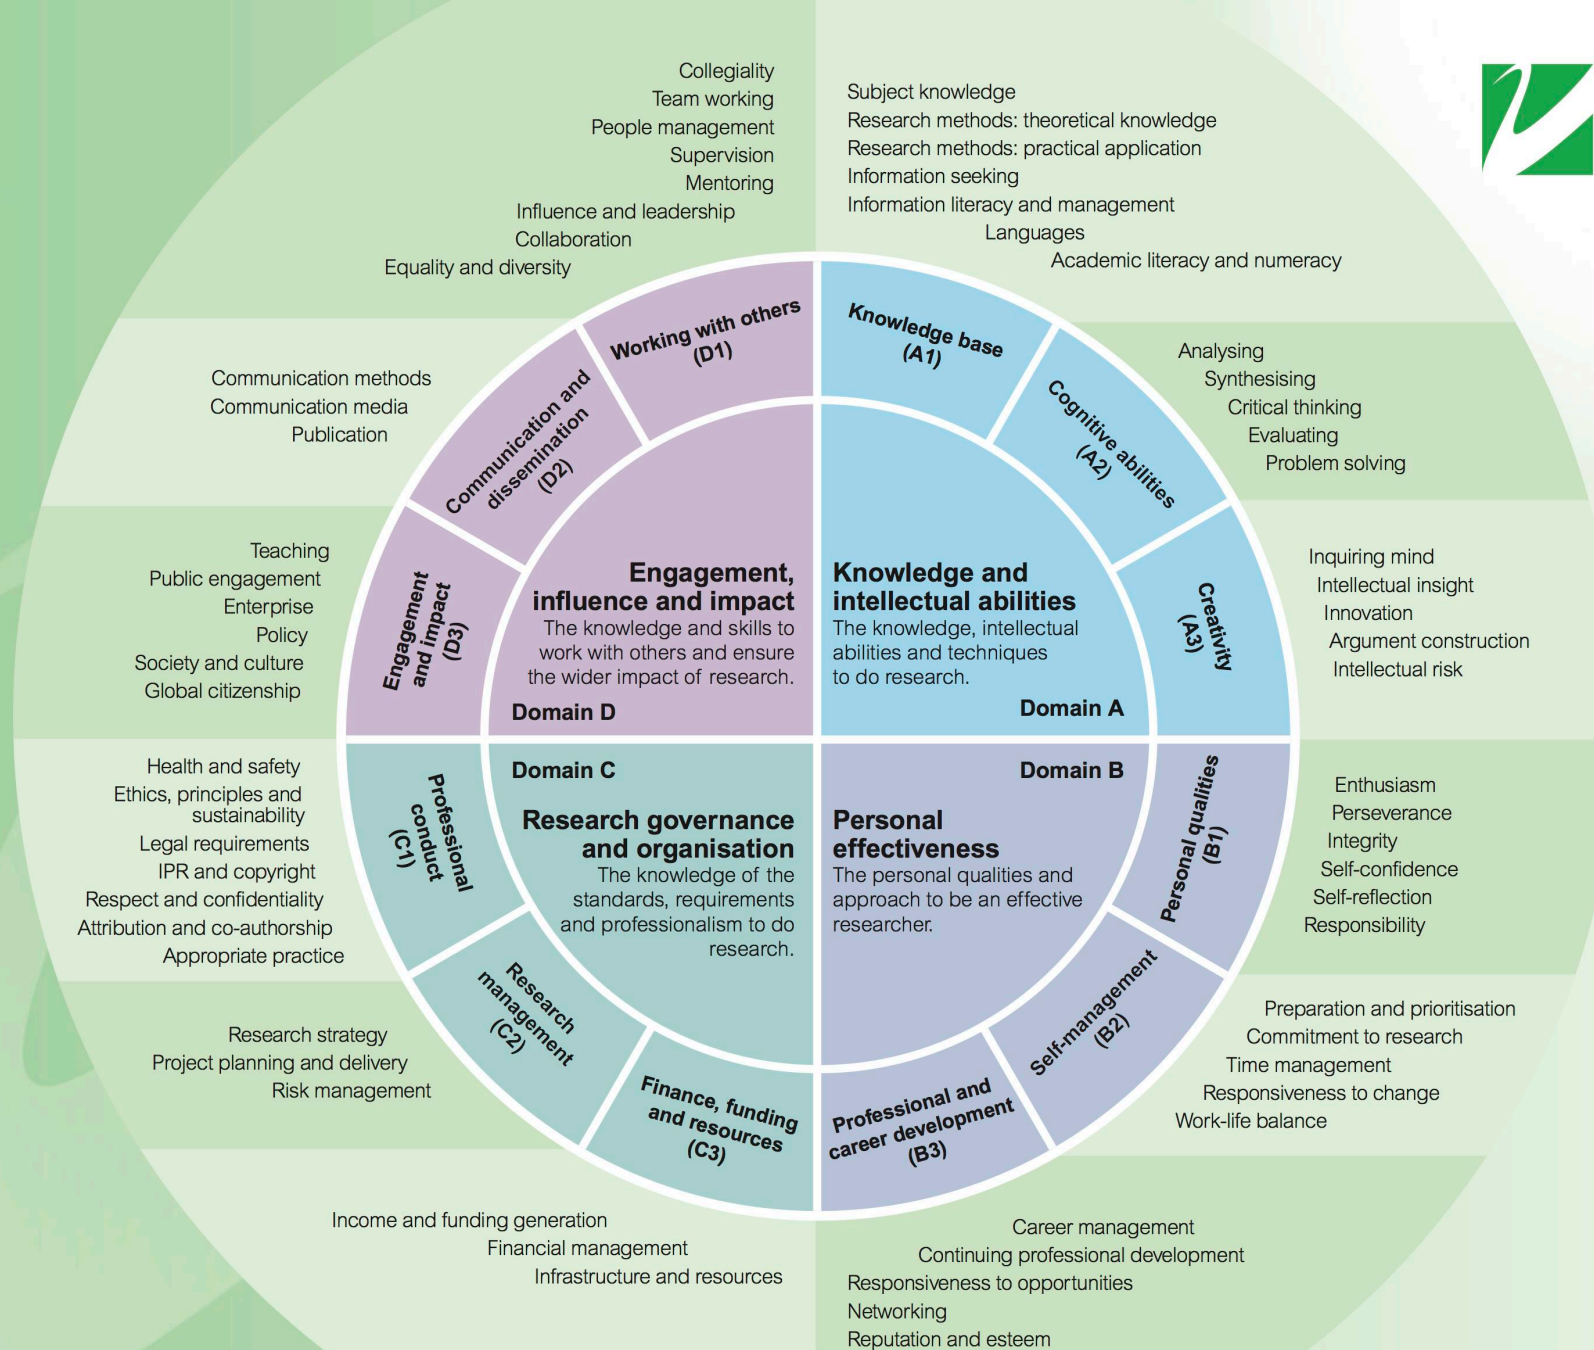 Collegiality
Team working
People management
Supervision
Mentoring
Influence and leadership
Collaboration
Equality and diversity
Subject knowledge
Research methods: theoretical knowledge
Research methods: practical application
Information seeking
Information literacy and management
Languages
Academic literacy and numeracy
Working with others
(D1)
Knowledge base
(A1)
Communication methods
Communication media
Publication
Communication and
dissemination
(D2)
Cognitive abilities
(A2)
Analysing
Synthesising
Critical thinking
Evaluating
Problem solving
Teaching
Public engagement
Enterprise
Policy
Society and culture
Global citizenship
Engagement
and impact
(D3)
Engagement,
influence and impact
The knowledge and skills to
work with others and ensure
the wider impact of research.
Domain D
Knowledge and
intellectual abilities
The knowledge, intellectual
abilities and techniques
to do research.
Domain A
Creativity
(A3)
Inquiring mind
Intellectual insight
Innovation
Argument construction
Intellectual risk
Health and safety
Ethics, principles and
sustainability
Legal requirements
IPR and copyright
Respect and confidentiality
Attribution and co-authorship
Appropriate practice
Professional
conduct
(C1)
Domain C
Research governance
and organisation
The knowledge of the
standards, requirements
and professionalism to do
research.
Domain B
Personal
effectiveness
The personal qualities and
approach to be an effective
researcher.
Personal qualities
(B1)
Enthusiasm
Perseverance
Integrity
Self-confidence
Self-reflection
Responsibility
Research strategy
Project planning and delivery
Risk management
Research
management
(C2)
Self-management
(B2)
Preparation and prioritisation
Commitment to research
Time management
Responsiveness to change
Work-life balance
Finance, funding
and resources
(C3)
Professional and
career development
(B3)
Income and funding generation
Financial management
Infrastructure and resources
Career management
Continuing professional development
Responsiveness to opportunities
Networking
Reputation and esteem